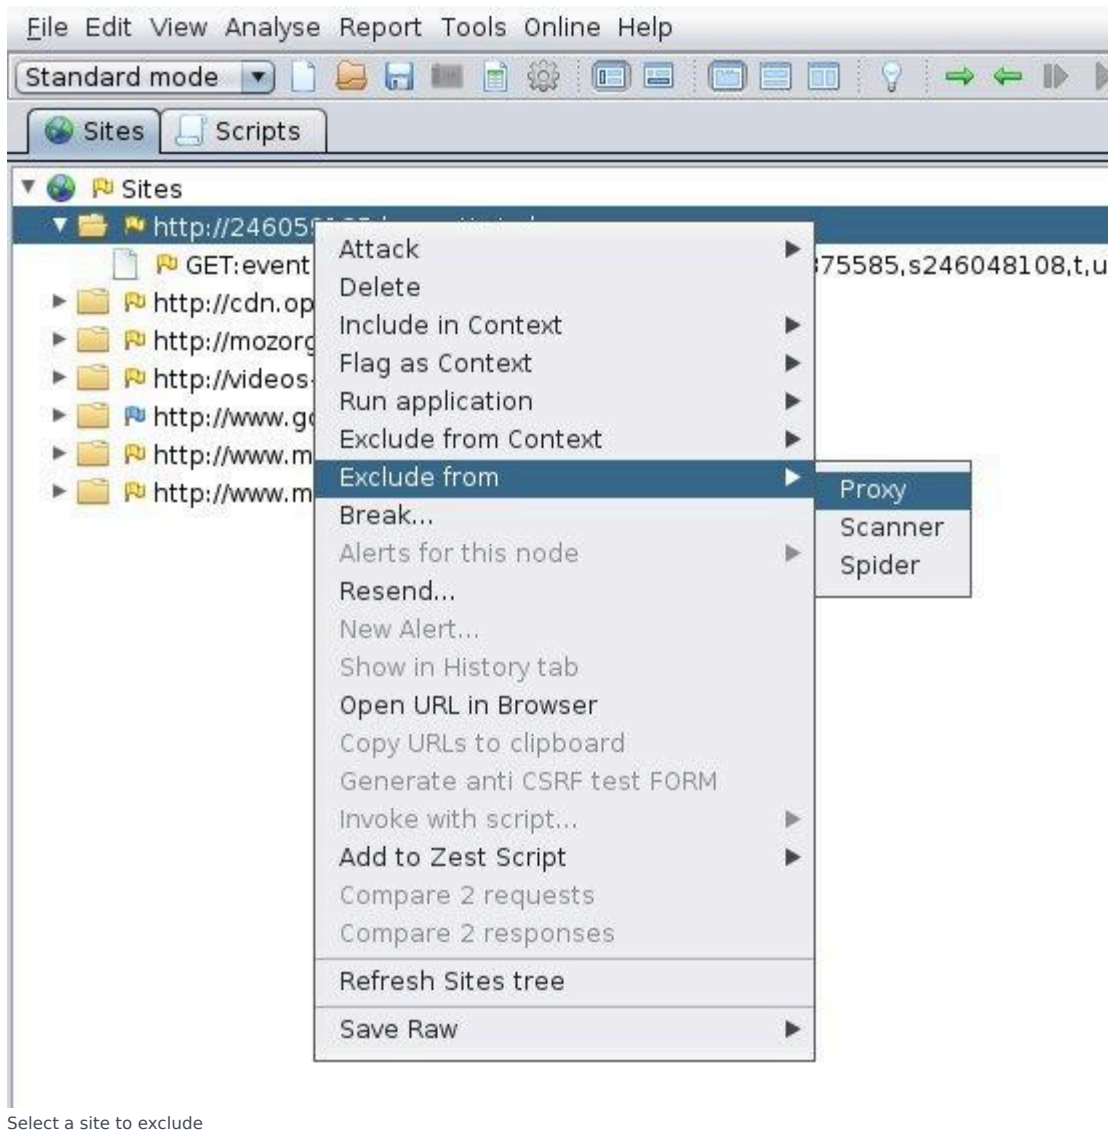 File Edit View Analyse Report Tools Online Help
Standard mode
Sites Scripts
Sites
http://24605
GET:event 75585,s246048108,t,u
http://cdn.op
http://mozorg
http://videos-
http://www.go
http://www.m
http://www.m
Attack
Delete
Include in Context
Flag as Context
Run application
Exclude from Context
Exclude from
Break...
Alerts for this node
Resend...
New Alert...
Show in History tab
Open URL in Browser
Copy URLs to clipboard
Generate anti CSRF test FORM
Invoke with script...
Add to Zest Script
Compare 2 requests
Compare 2 responses
Refresh Sites tree
Save Raw
Proxy
Scanner
Spider
Select a site to exclude